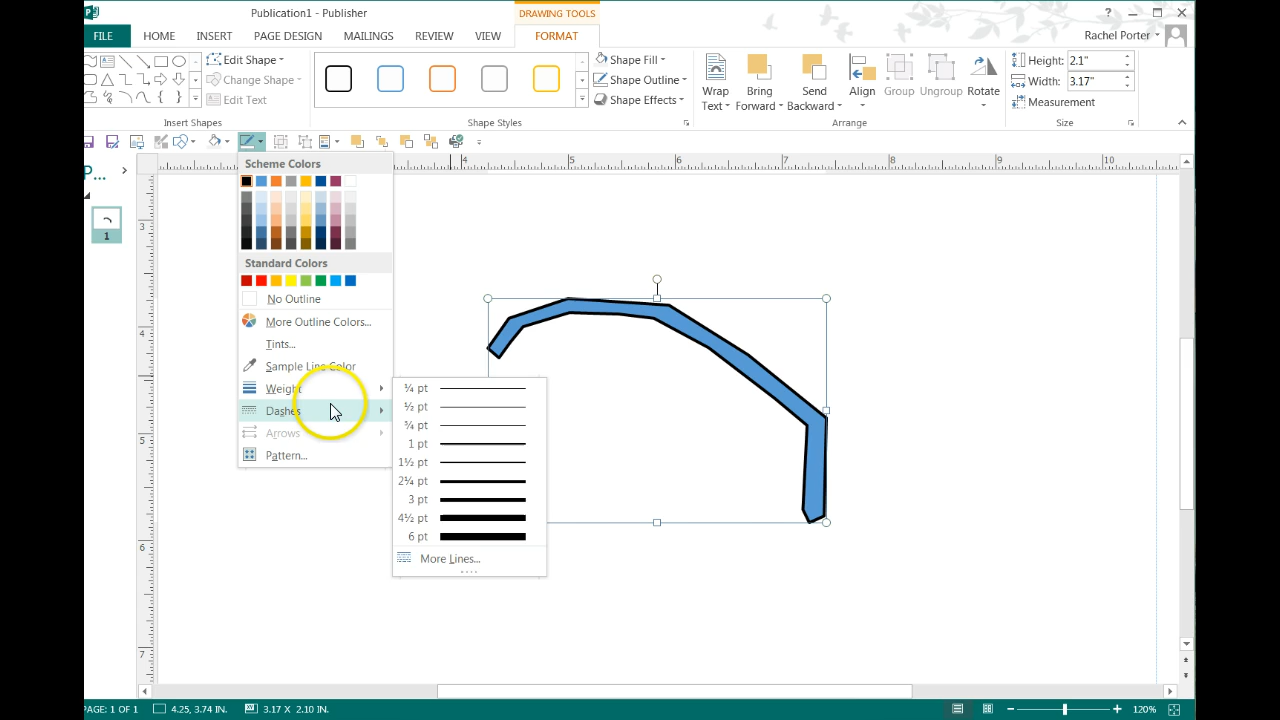 Publication1 - Publisher
DRAWING TOOLS
?
FILE
HOME
INSERT
PAGE DESIGN
MAILINGS
REVIEW
VIEW
FORMAT
Rachel Porter
Edit Shape
Change Shape
Edit Text
Insert Shapes
Shape Styles
Shape Fill
Shape Outline
Shape Effects
Wrap
Text
Bring
Forward
Send
Backward
Align
Group
Ungroup
Rotate
Arrange
Height: 2.1"
Width: 3.17"
Measurement
Size
P...
1
4
5
6
7
8
9
10
3
4
5
6
7
Scheme Colors
Standard Colors
No Outline
More Outline Colors...
Tints...
Sample Line Color
Weight
Dashes
Arrows
Pattern...
¼ pt
½ pt
¾ pt
1 pt
1½ pt
2¼ pt
3 pt
4½ pt
6 pt
More Lines...
PAGE: 1 OF 1
4.25, 3.74 IN.
3.17 X 2.10 IN.
120%